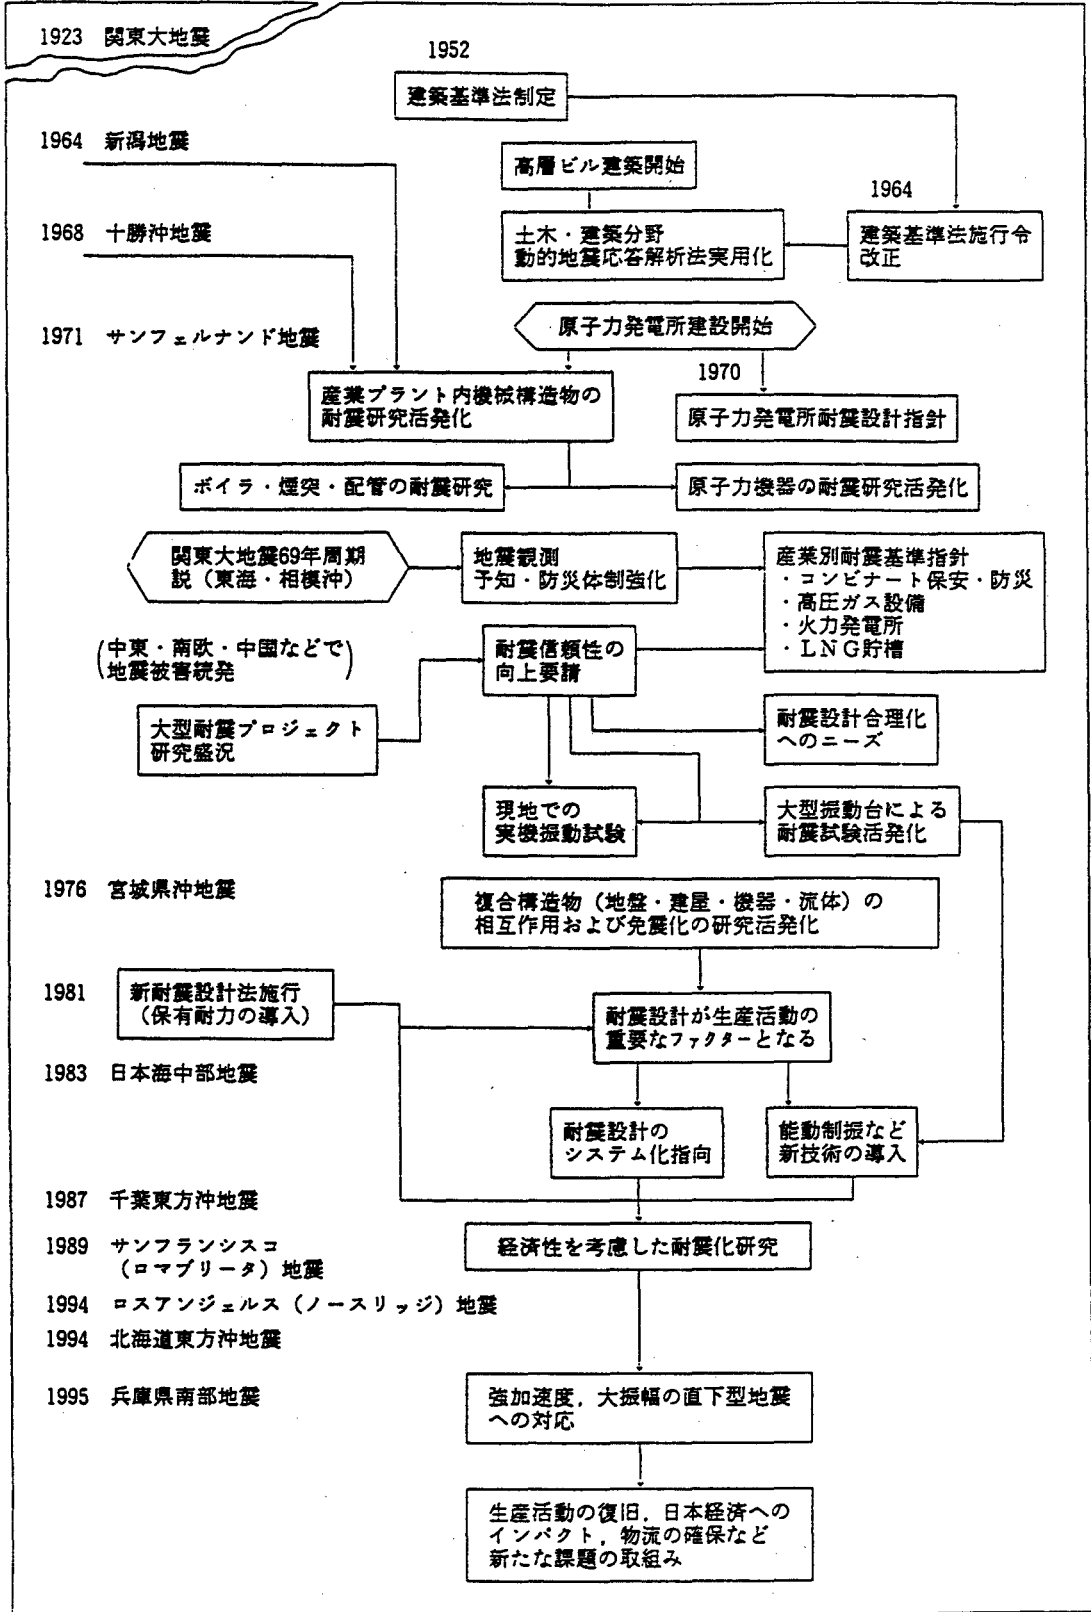 1923 関東大地震
1952
建築基準法制定
1964 新潟地震
高層ビル建築開始
1964
1968 十勝沖地震
土木・建築分野
動的地震応答解析法実用化
建築基準法施行令
改正
原子力発電所建設開始
1971 サンフェルナンド地震
1970
産業プラント内機械構造物の
耐震研究活発化
原子力発電所耐震設計指針
ボイラ・煙突・配管の耐震研究
原子力機器の耐震研究活発化
関東大地震69年周期
説(東海・相模沖)
地震観測
予知・防災体制強化
産業別耐震基準指針
・コンビナート保安・防災
・高圧ガス設備
・火力発電所
・LNG貯槽
(中東・南欧・中国などで
地震被害続発)
耐震信頼性の
向上要請
大型耐震プロジェクト
研究盛況
耐震設計合理化
へのニーズ
現地での
実機振動試験
大型振動台による
耐震試験活発化
1976 宮城県沖地震
複合構造物(地盤・建屋・機器・流体)の
相互作用および免震化の研究活発化
1981
新耐震設計法施行
(保有耐力の導入)
耐震設計が生産活動の
重要なファクターとなる
1983 日本海中部地震
耐震設計の
システム化指向
能動制振など
新技術の導入
1987 千葉東方沖地震
1989 サンフランシスコ
(ロマプリータ)地震
経済性を考慮した耐震化研究
1994 ロスアンジェルス(ノースリッジ)地震
1994 北海道東方沖地震
1995 兵庫県南部地震
強加速度,大振幅の直下型地震
への対応
生産活動の復旧,日本経済への
インパクト,物流の確保など
新たな課題の取組み